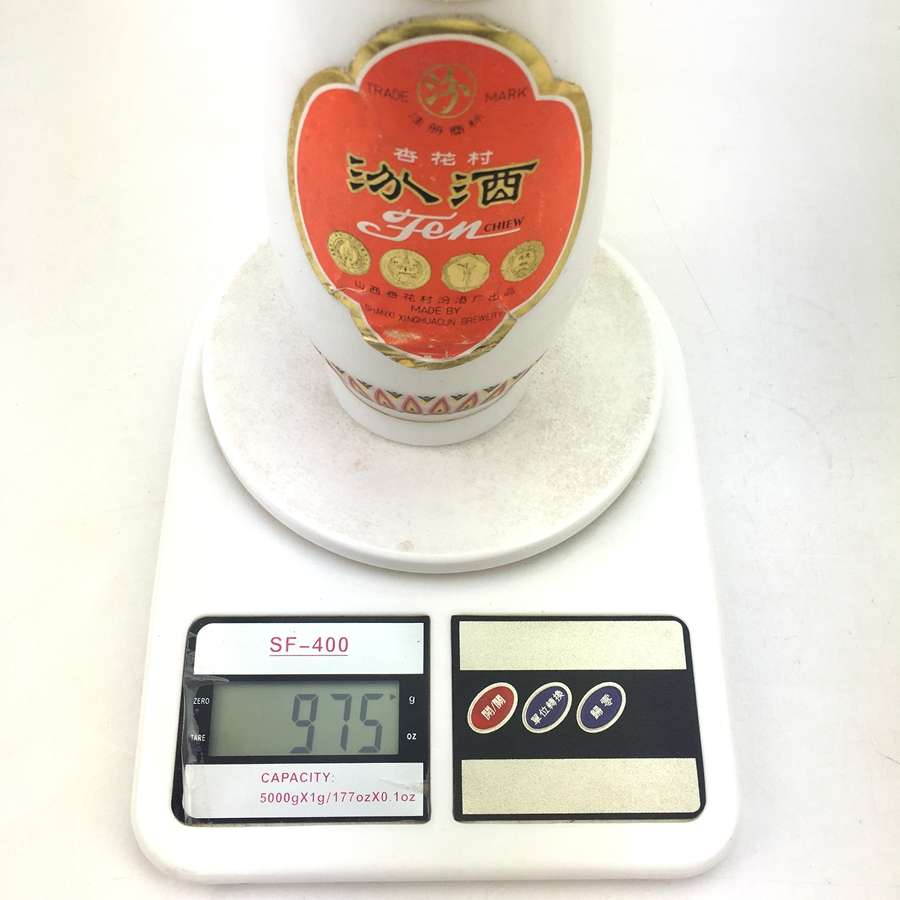 TRADE 汾 MARK
注册商标
杏花村
汾酒
Fen CHIEW
山西杏花村汾酒厂出品
MADE BY
SHANXI XINGHUACUN BREWERY
SF-400
ZERO
975 g
TARE
oz
CAPACITY:
5000gX1g/177ozX0.1oz
開/關
單位轉換
歸零